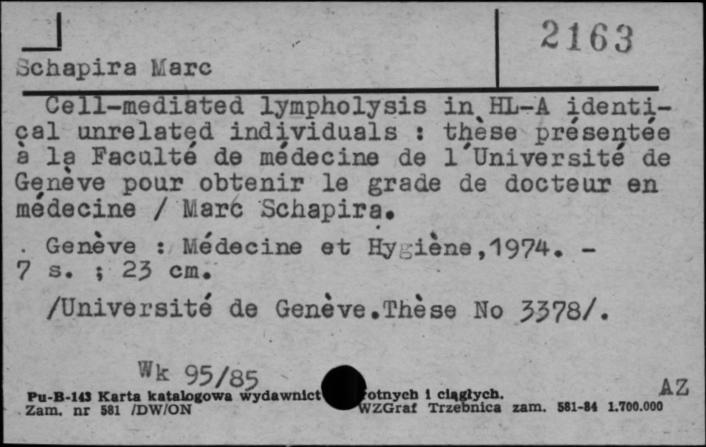 2163
Schapira Marc
Cell-mediated lympholysis in HL-A identi-
cal unrelated individuals : thèse présentée
à la Faculté de médecine de l'Université de
Genève pour obtenir le grade de docteur en
médecine / Marc Schapira.
Genève : Médecine et Hygiène,1974. -
7 s. ; 23 cm.
/Université de Genève.Thèse No 3378/.
Wk 95/85
AZ
Pu-B-143 Karta katalogowa wydawnict otnych i ciągłych.
Zam. nr 581 /DW/ON WZGraf Trzebnica zam. 581-84 1.700.000